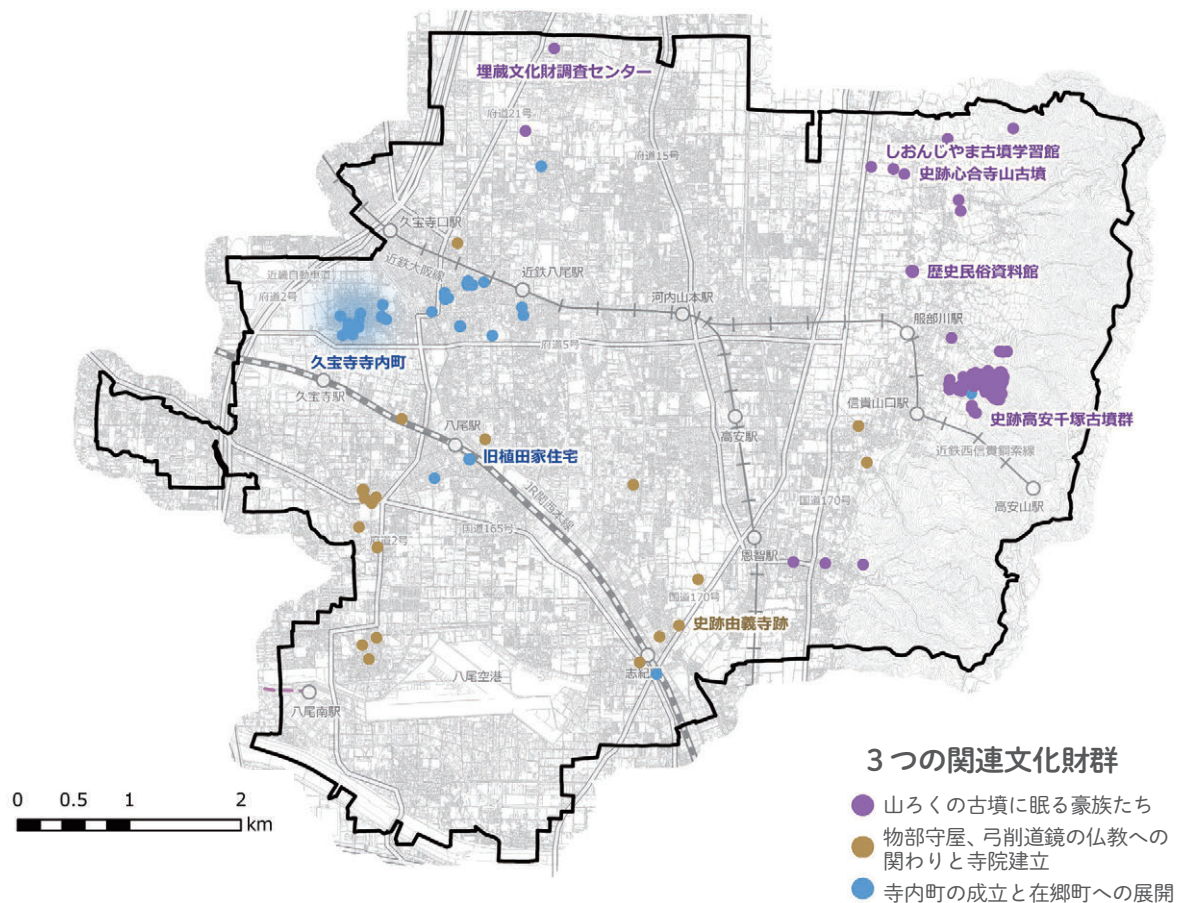 埋蔵文化財調査センター
府道21号
府道15号
しおんじやま古墳学習館
史跡心合寺山古墳
久宝寺口駅
近鉄大阪線
近畿自動車道
近鉄八尾駅
歴史民俗資料館
府道2号
河内山本駅
服部川駅
府道5号
久宝寺寺内町
久宝寺駅
信貴山口駅
史跡高安千塚古墳群
八尾駅
高安駅
旧植田家住宅
近鉄西信貴鋼索線
JR関西本線
国道170号
高安山駅
国道165号
府道2号
恩智駅
国道170号
史跡由義寺跡
志紀
八尾空港
八尾南駅
3つの関連文化財群
山ろくの古墳に眠る豪族たち
物部守屋、弓削道鏡の仏教への
関わりと寺院建立
寺内町の成立と在郷町への展開
0 0.5 1 2
km